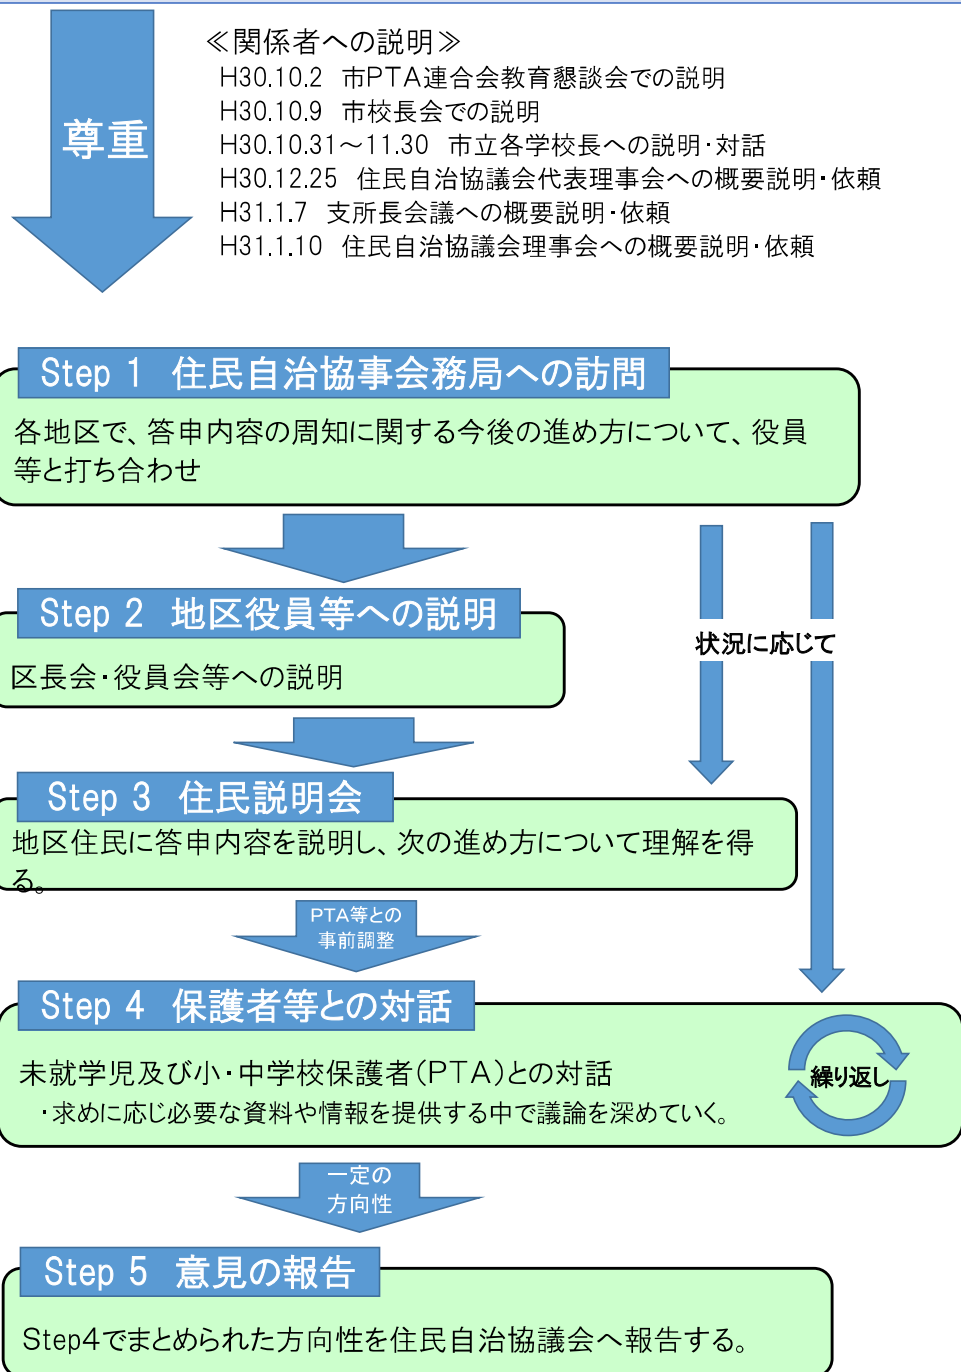 尊重
≪関係者への説明≫
H30.10.2 市PTA連合会教育懇談会での説明
H30.10.9 市校長会での説明
H30.10.31～11.30 市立各学校長への説明・対話
H30.12.25 住民自治協議会代表理事会への概要説明・依頼
H31.1.7 支所長会議への概要説明・依頼
H31.1.10 住民自治協議会理事会への概要説明・依頼
Step 1 住民自治協事会務局への訪問
各地区で、答申内容の周知に関する今後の進め方について、役員
等と打ち合わせ
Step 2 地区役員等への説明
区長会・役員会等への説明
状況に応じて
Step 3 住民説明会
地区住民に答申内容を説明し、次の進め方について理解を得
る。
PTA等との
事前調整
Step 4 保護者等との対話
未就学児及び小・中学校保護者(PTA)との対話
・求めに応じ必要な資料や情報を提供する中で議論を深めていく。
繰り返し
一定の
方向性
Step 5 意見の報告
Step4でまとめられた方向性を住民自治協議会へ報告する。